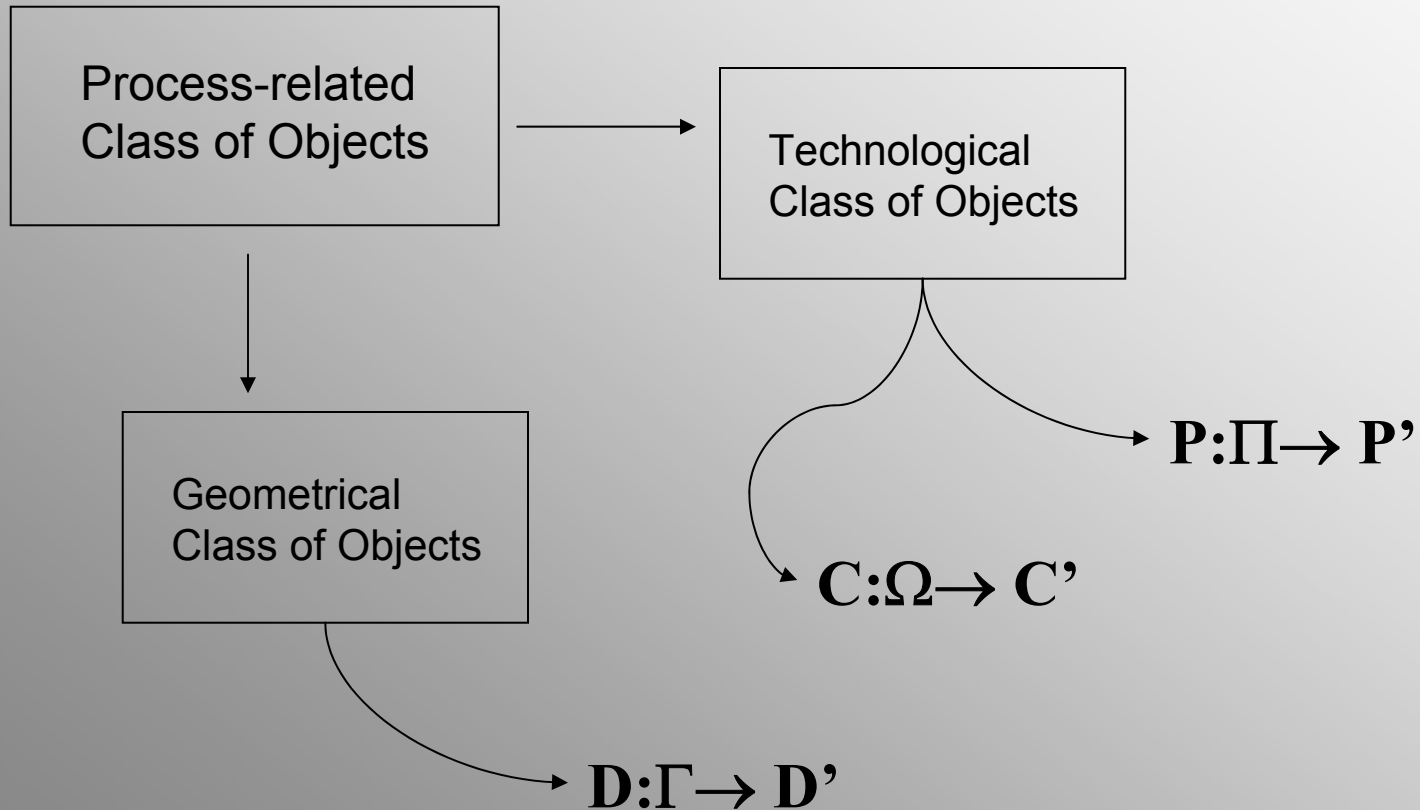 Process-related
Class of Objects
Technological
Class of Objects
P:Π→ P’
Geometrical
Class of Objects
C:Ω→ C’
D:Γ→ D’